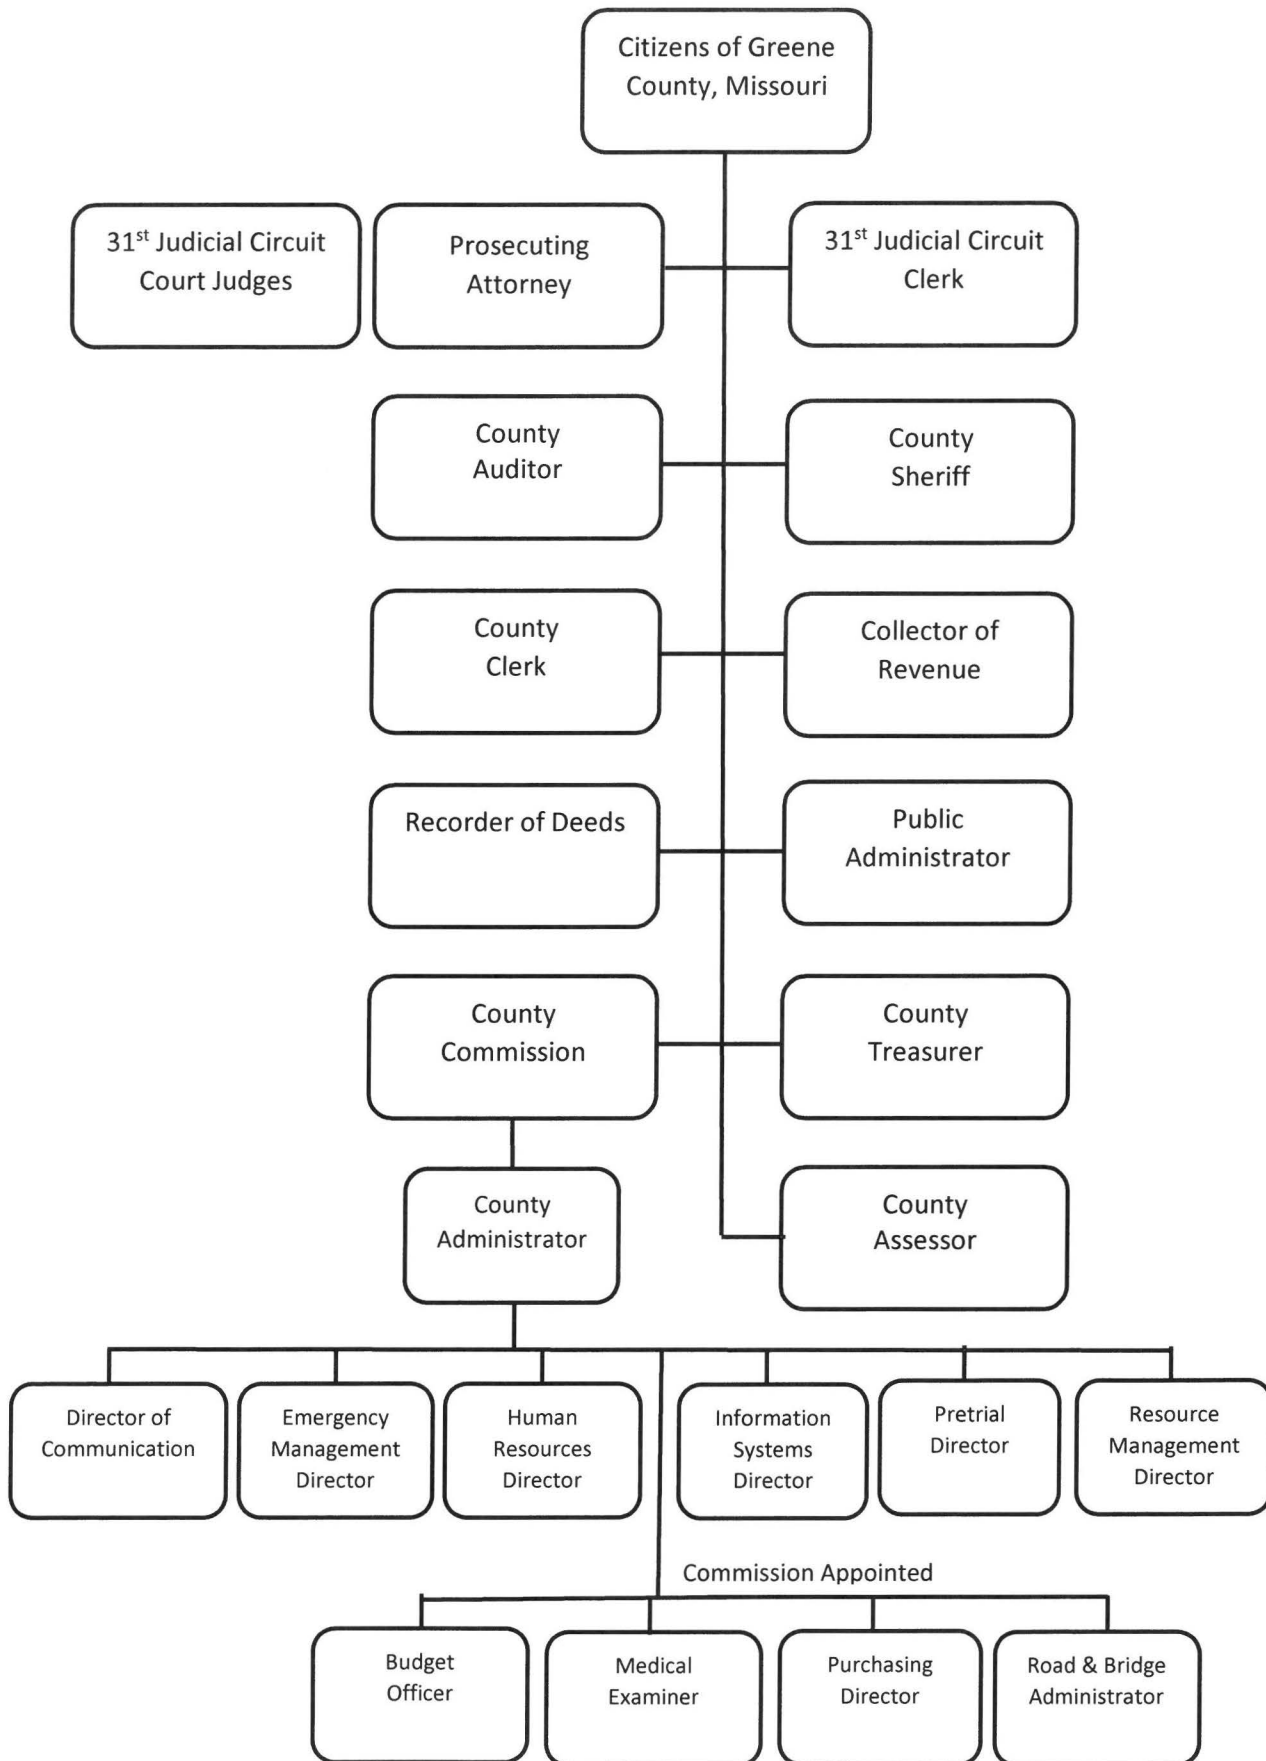 Citizens of Greene
County, Missouri
31st Judicial Circuit
Court Judges
Prosecuting
Attorney
31st Judicial Circuit
Clerk
County
Auditor
County
Sheriff
County
Clerk
Collector of
Revenue
Recorder of Deeds
Public
Administrator
County
Commission
County
Treasurer
County
Administrator
County
Assessor
Director of
Communication
Emergency
Management
Director
Human
Resources
Director
Information
Systems
Director
Pretrial
Director
Resource
Management
Director
Commission Appointed
Budget
Officer
Medical
Examiner
Purchasing
Director
Road & Bridge
Administrator